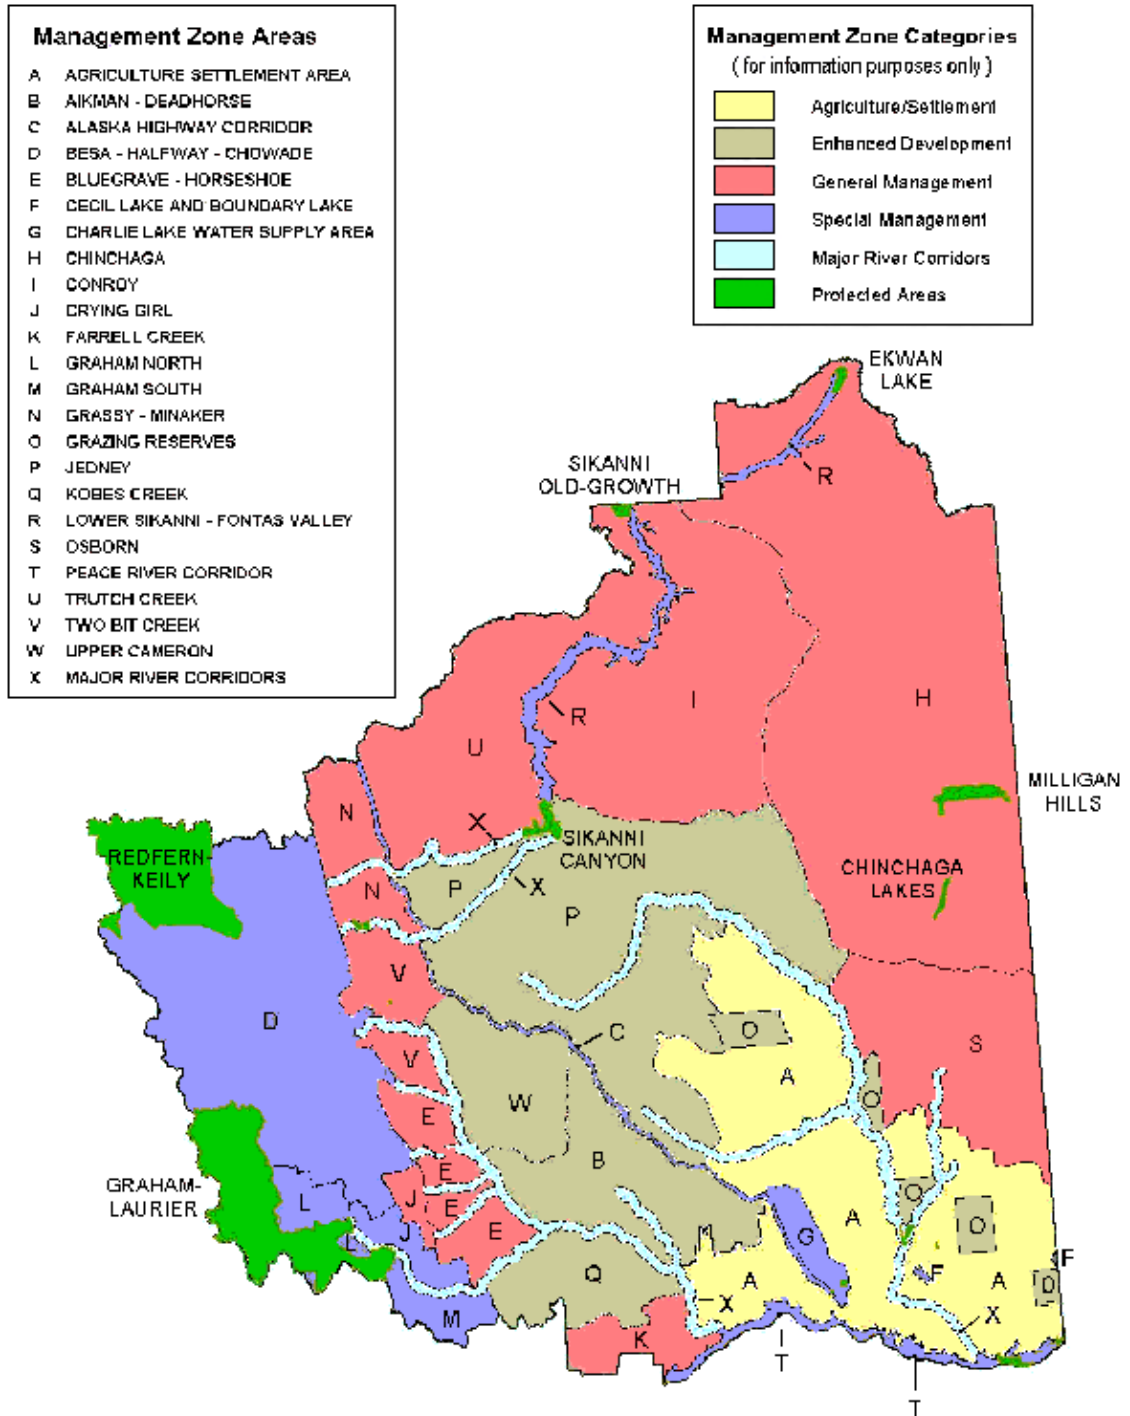 Management Zone Areas
A AGRICULTURE SETTLEMENT AREA
B AIKMAN - DEADHORSE
C ALASKA HIGHWAY CORRIDOR
D BESA - HALFWAY - CHOWADE
E BLUEGRAVE - HORSESHOE
F CECIL LAKE AND BOUNDARY LAKE
G CHARLIE LAKE WATER SUPPLY AREA
H CHINCHAGA
I CONROY
J CRYING GIRL
K FARRELL CREEK
L GRAHAM NORTH
M GRAHAM SOUTH
N GRASSY - MINAKER
O GRAZING RESERVES
P JEDNEY
Q KOBES CREEK
R LOWER SIKANNI - FONTAS VALLEY
S OSBORN
T PEACE RIVER CORRIDOR
U TRUTCH CREEK
V TWO BIT CREEK
W UPPER CAMERON
X MAJOR RIVER CORRIDORS
Management Zone Categories
( for information purposes only )
Agriculture/Settlement
Enhanced Development
General Management
Special Management
Major River Corridors
Protected Areas
EKWAN
LAKE
R
SIKANNI
OLD-GROWTH
I
H
R
U
MILLIGAN
HILLS
N
X
SIKANNI
CANYON
REDFERN-
KEILY
CHINCHAGA
LAKES
N
P
X
P
V
D
C
O
S
V
A
W
O
E
B
E
GRAHAM-
LAURIER
L
J
E
O
A
O
J
E
M
G
L
F
Q
F
A
A
O
X
X
M
K
T
T